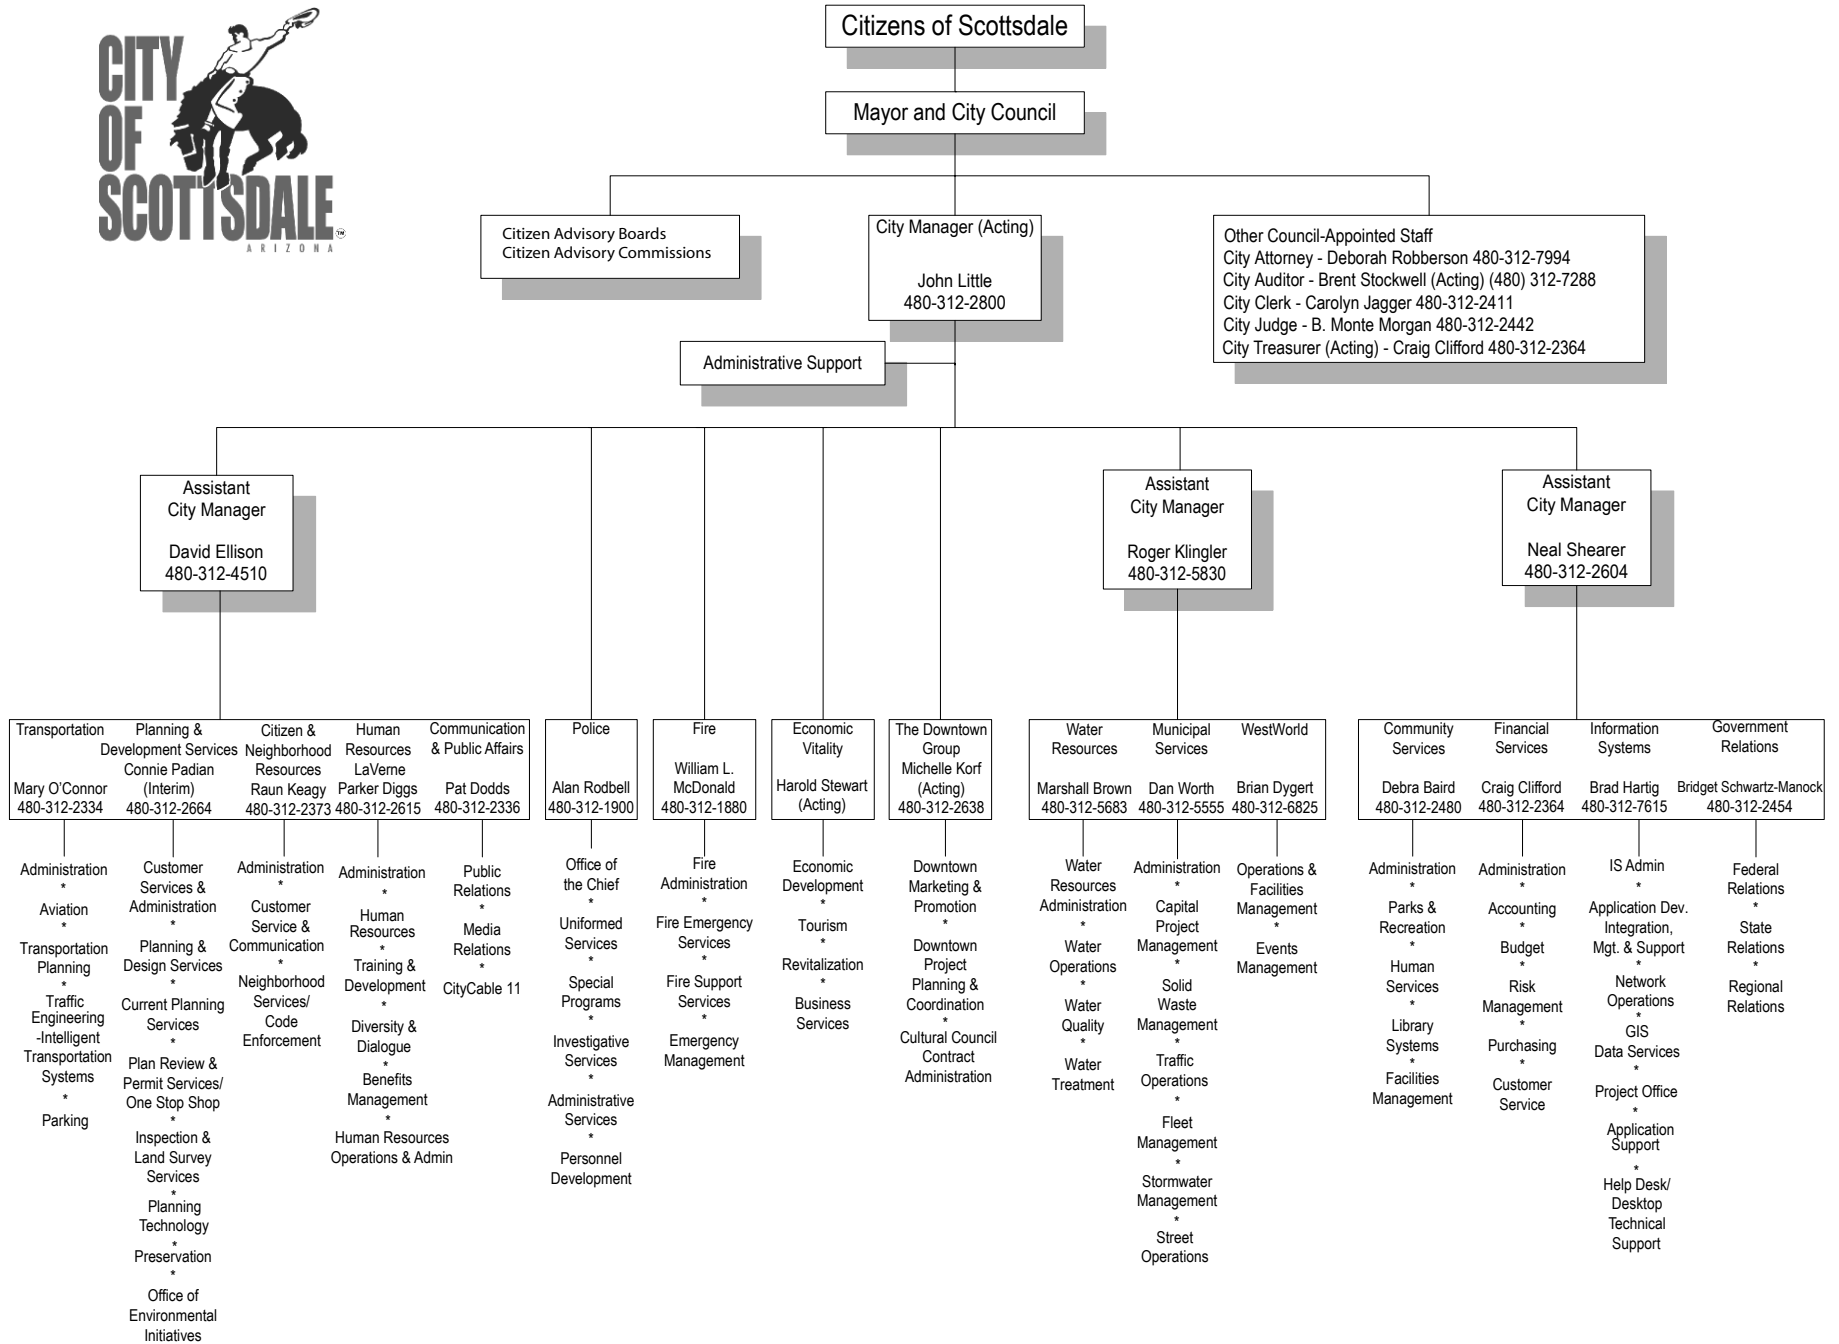 CITY
OF
SCOTTSDALE
TM
ARIZONA
Citizens of Scottsdale
Mayor and City Council
Citizen Advisory Boards
Citizen Advisory Commissions
City Manager (Acting)
John Little
480-312-2800
Other Council-Appointed Staff
City Attorney - Deborah Robberson 480-312-7994
City Auditor - Brent Stockwell (Acting) (480) 312-7288
City Clerk - Carolyn Jagger 480-312-2411
City Judge - B. Monte Morgan 480-312-2442
City Treasurer (Acting) - Craig Clifford 480-312-2364
Administrative Support
Assistant
City Manager
David Ellison
480-312-4510
Assistant
City Manager
Roger Klingler
480-312-5830
Assistant
City Manager
Neal Shearer
480-312-2604
Transportation
Mary O'Connor
480-312-2334
Planning &
Development Services
Connie Padian
(Interim)
480-312-2664
Citizen &
Neighborhood
Resources
Raun Keagy
480-312-2373
Human
Resources
LaVerne
Parker Diggs
480-312-2615
Communication
& Public Affairs
Pat Dodds
480-312-2336
Police
Alan Rodbell
480-312-1900
Fire
William L.
McDonald
480-312-1880
Economic
Vitality
Harold Stewart
(Acting)
The Downtown
Group
Michelle Korf
(Acting)
480-312-2638
Water
Resources
Marshall Brown
480-312-5683
Municipal
Services
Dan Worth
480-312-5555
WestWorld
Brian Dygert
480-312-6825
Community
Services
Debra Baird
480-312-2480
Financial
Services
Craig Clifford
480-312-2364
Information
Systems
Brad Hartig
480-312-7615
Government
Relations
Bridget Schwartz-Manock
480-312-2454
Administration
*
Aviation
*
Transportation
Planning
*
Traffic
Engineering
-Intelligent
Transportation
Systems
*
Parking
Customer
Services &
Administration
*
Planning &
Design Services
*
Current Planning
Services
*
Plan Review &
Permit Services/
One Stop Shop
*
Inspection &
Land Survey
Services
*
Planning
Technology
*
Preservation
*
Office of
Environmental
Initiatives
Administration
*
Customer
Service &
Communication
*
Neighborhood
Services/
Code
Enforcement
Administration
*
Human
Resources
*
Training &
Development
*
Diversity &
Dialogue
*
Benefits
Management
*
Human Resources
Operations & Admin
Public
Relations
*
Media
Relations
*
CityCable 11
Office of
the Chief
*
Uniformed
Services
*
Special
Programs
*
Investigative
Services
*
Administrative
Services
*
Personnel
Development
Fire
Administration
*
Fire Emergency
Services
*
Fire Support
Services
*
Emergency
Management
Economic
Development
*
Tourism
*
Revitalization
*
Business
Services
Downtown
Marketing &
Promotion
*
Downtown
Project
Planning &
Coordination
*
Cultural Council
Contract
Administration
Water
Resources
Administration
*
Water
Operations
*
Water
Quality
*
Water
Treatment
Administration
*
Capital
Project
Management
*
Solid
Waste
Management
*
Traffic
Operations
*
Fleet
Management
*
Stormwater
Management
*
Street
Operations
Operations &
Facilities
Management
*
Events
Management
Administration
*
Parks &
Recreation
*
Human
Services
*
Library
Systems
*
Facilities
Management
Administration
*
Accounting
*
Budget
*
Risk
Management
*
Purchasing
*
Customer
Service
IS Admin
*
Application Dev.
Integration,
Mgt. & Support
*
Network
Operations
*
GIS
Data Services
*
Project Office
*
Application
Support
*
Help Desk/
Desktop
Technical
Support
Federal
Relations
*
State
Relations
*
Regional
Relations